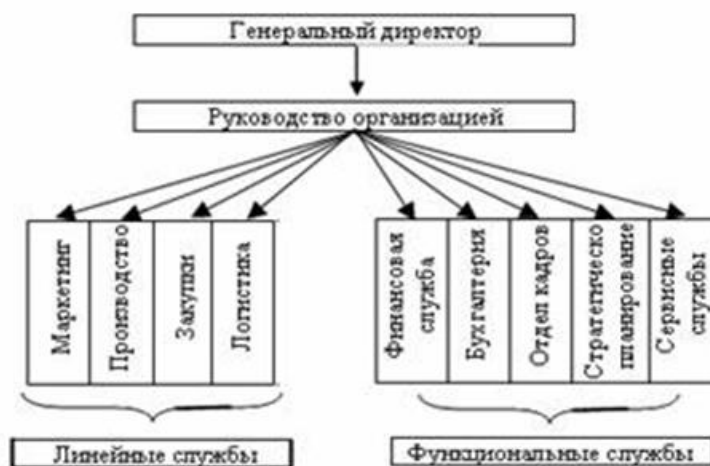 Генеральный директор
Руководство организацией
Маркетинг
Производство
Закупки
Логистика
Финансовая
служба
Бухгалтерия
Отдел кадров
Стратегическо
планирование
Сервисные
службы
Линейные службы
Функциональные службы